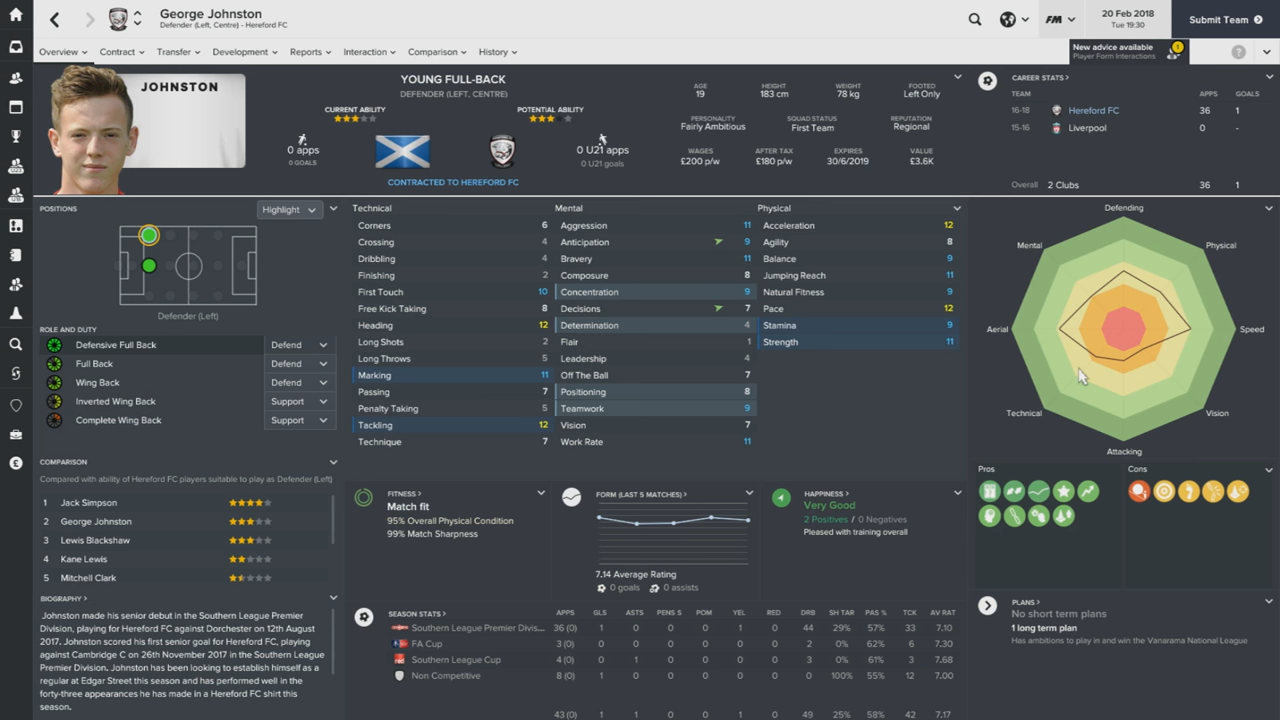 George Johnston
Defender (Left, Centre) - Hereford FC
FM
20 Feb 2018
Tue 19:30
Submit Team
Overview Contract Transfer Development Reports Interaction Comparison History
New advice available
Player Form Interactions
1
?
JOHNSTON
YOUNG FULL-BACK
DEFENDER (LEFT, CENTRE)
CURRENT ABILITY
POTENTIAL ABILITY
0 apps
0 GOALS
0 U21 apps
0 U21 goals
CONTRACTED TO HEREFORD FC
AGE HEIGHT WEIGHT FOOTED
19 183 cm 78 kg Left Only
PERSONALITY SQUAD STATUS REPUTATION
Fairly Ambitious First Team Regional
WAGES AFTER TAX EXPIRES VALUE
£200 p/w £180 p/w 30/6/2019 £3.6K
CAREER STATS >
TEAM APPS GOALS
16-18 Hereford FC 36 1
15-16 Liverpool 0 -
Overall 2 Clubs 36 1
POSITIONS
Highlight
Defender (Left)
ROLE AND DUTY
Defensive Full Back Defend
Full Back Defend
Wing Back Defend
Inverted Wing Back Support
Complete Wing Back Support
COMPARISON
Compared with ability of Hereford FC players suitable to play as Defender (Left)
1 Jack Simpson
2 George Johnston
3 Lewis Blackshaw
4 Kane Lewis
5 Mitchell Clark
BIOGRAPHY >
Johnston made his senior debut in the Southern League Premier
Division, playing for Hereford FC against Dorchester on 12th August
2017. Johnston scored his first senior goal for Hereford FC, playing
against Cambridge C on 26th November 2017 in the Southern League
Premier Division. Johnston has been looking to establish himself as a
regular at Edgar Street this season and has performed well in the
forty-three appearances he has made in a Hereford FC shirt this
season.
Technical
Corners 6
Crossing 4
Dribbling 4
Finishing 2
First Touch 10
Free Kick Taking 8
Heading 12
Long Shots 2
Long Throws 5
Marking 11
Passing 7
Penalty Taking 5
Tackling 12
Technique 7
Mental
Aggression 11
Anticipation 9
Bravery 11
Composure 8
Concentration 9
Decisions 7
Determination 4
Flair 1
Leadership 4
Off The Ball 7
Positioning 8
Teamwork 9
Vision 7
Work Rate 11
Physical
Acceleration 12
Agility 8
Balance 9
Jumping Reach 11
Natural Fitness 9
Pace 12
Stamina 9
Strength 11
Defending
Mental
Physical
Aerial
Speed
Technical
Vision
Attacking
FITNESS >
Match fit
95% Overall Physical Condition
99% Match Sharpness
FORM (LAST 5 MATCHES) >
7.14 Average Rating
0 goals 0 assists
HAPPINESS >
Very Good
2 Positives / 0 Negatives
Pleased with training overall
Pros
Cons
SEASON STATS > APPS GLS ASTS PENS S POM YEL RED DRB SH TAR PAS % TCK AV RAT
Southern League Premier Divis... 36 (0) 1 0 0 0 1 0 44 29% 57% 33 7.10
FA Cup 3 (0) 0 0 0 0 0 0 2 0% 62% 6 7.30
Southern League Cup 4 (0) 0 1 0 0 0 0 3 0% 61% 3 7.68
Non Competitive 8 (0) 1 0 0 0 0 0 0 100% 55% 12 7.00
43 (0) 1 1 0 0 1 0 49 25% 58% 42 7.17
PLANS >
No short term plans
1 long term plan
Has ambitions to play in and win the Vanarama National League